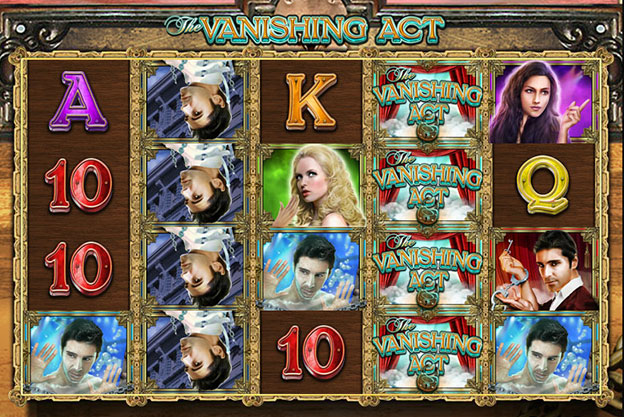 The VANISHING ACT
A
K
The
VANISHING
ACT
10
The
VANISHING
ACT
Q
10
The
VANISHING
ACT
10
The
VANISHING
ACT